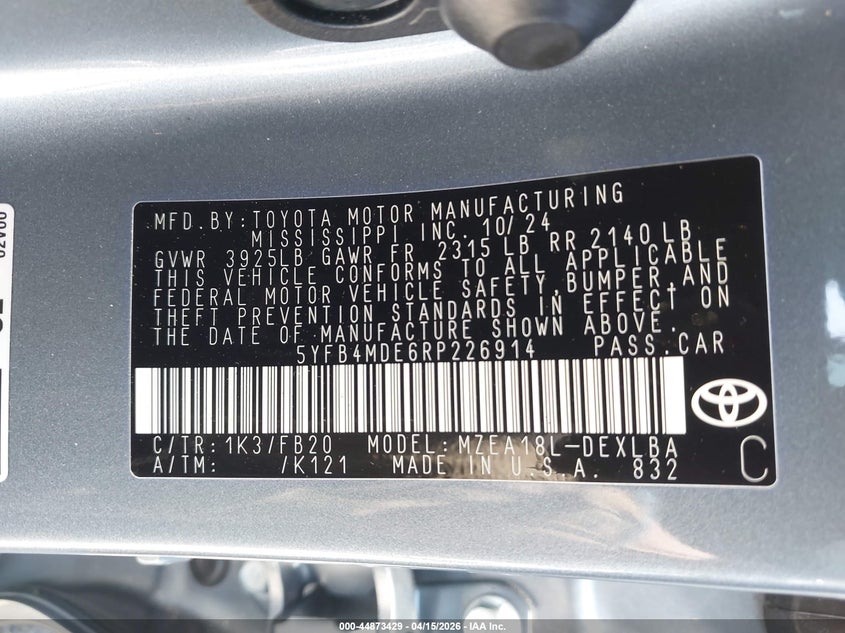 MFD. BY: TOYOTA MOTOR MANUFACTURING
MISSISSIPPI INC. 10/24
GVWR 3925LB GAWR FR 2315 LB RR 2140LB
THIS VEHICLE CONFORMS TO ALL APPLICABLE
FEDERAL MOTOR VEHICLE SAFETY, BUMPER, AND
THEFT PREVENTION STANDARDS IN EFFECT ON
THE DATE OF MANUFACTURE SHOWN ABOVE.
5YFB4MDE6RP226914 PASS. CAR
C/TR: 1K3/FB20 MODEL: MZEA18L-DEXLBA
A/TM: /K121 MADE IN U.S.A. 832
C
000-44873429 - 04/15/2026 - IAA Inc.